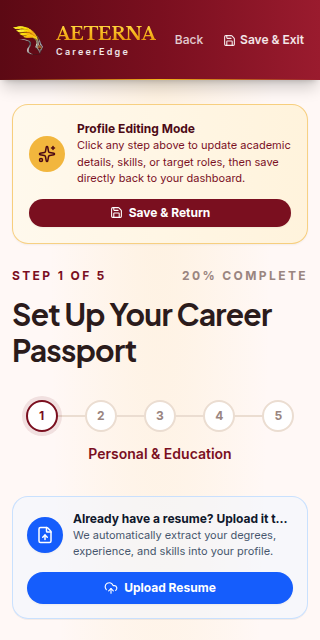 AETERNA
CareerEdge
Back
Save & Exit
Profile Editing Mode
Click any step above to update academic
details, skills, or target roles, then save
directly back to your dashboard.
Save & Return
STEP 1 OF 5
20% COMPLETE
Set Up Your Career
Passport
1
2
3
4
5
Personal & Education
Already have a resume? Upload it t...
We automatically extract your degrees,
experience, and skills into your profile.
Upload Resume